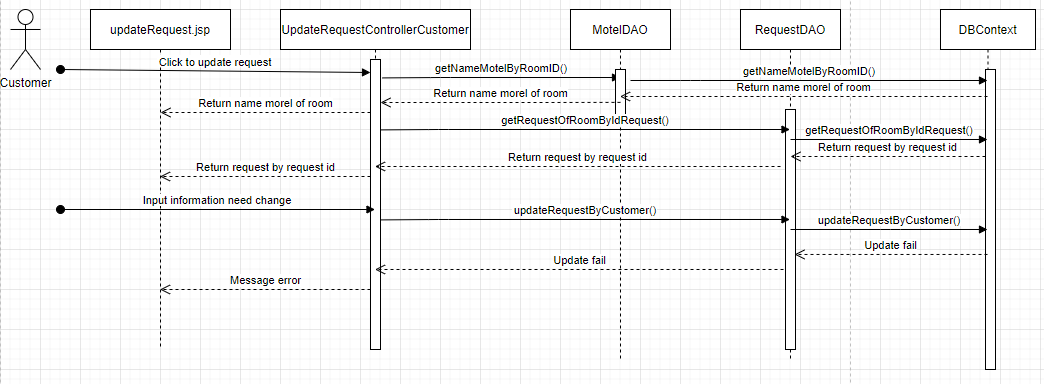 updateRequest.jsp
UpdateRequestControllerCustomer
MotelDAO
RequestDAO
DBContext
Customer
Click to update request
getNameMotelByRoomID()
getNameMotelByRoomID()
Return name morel of room
Return name morel of room
Return name morel of room
getRequestOfRoomByIdRequest()
getRequestOfRoomByIdRequest()
Return request by request id
Return request by request id
Return request by request id
Input information need change
updateRequestByCustomer()
updateRequestByCustomer()
Update fail
Update fail
Message error